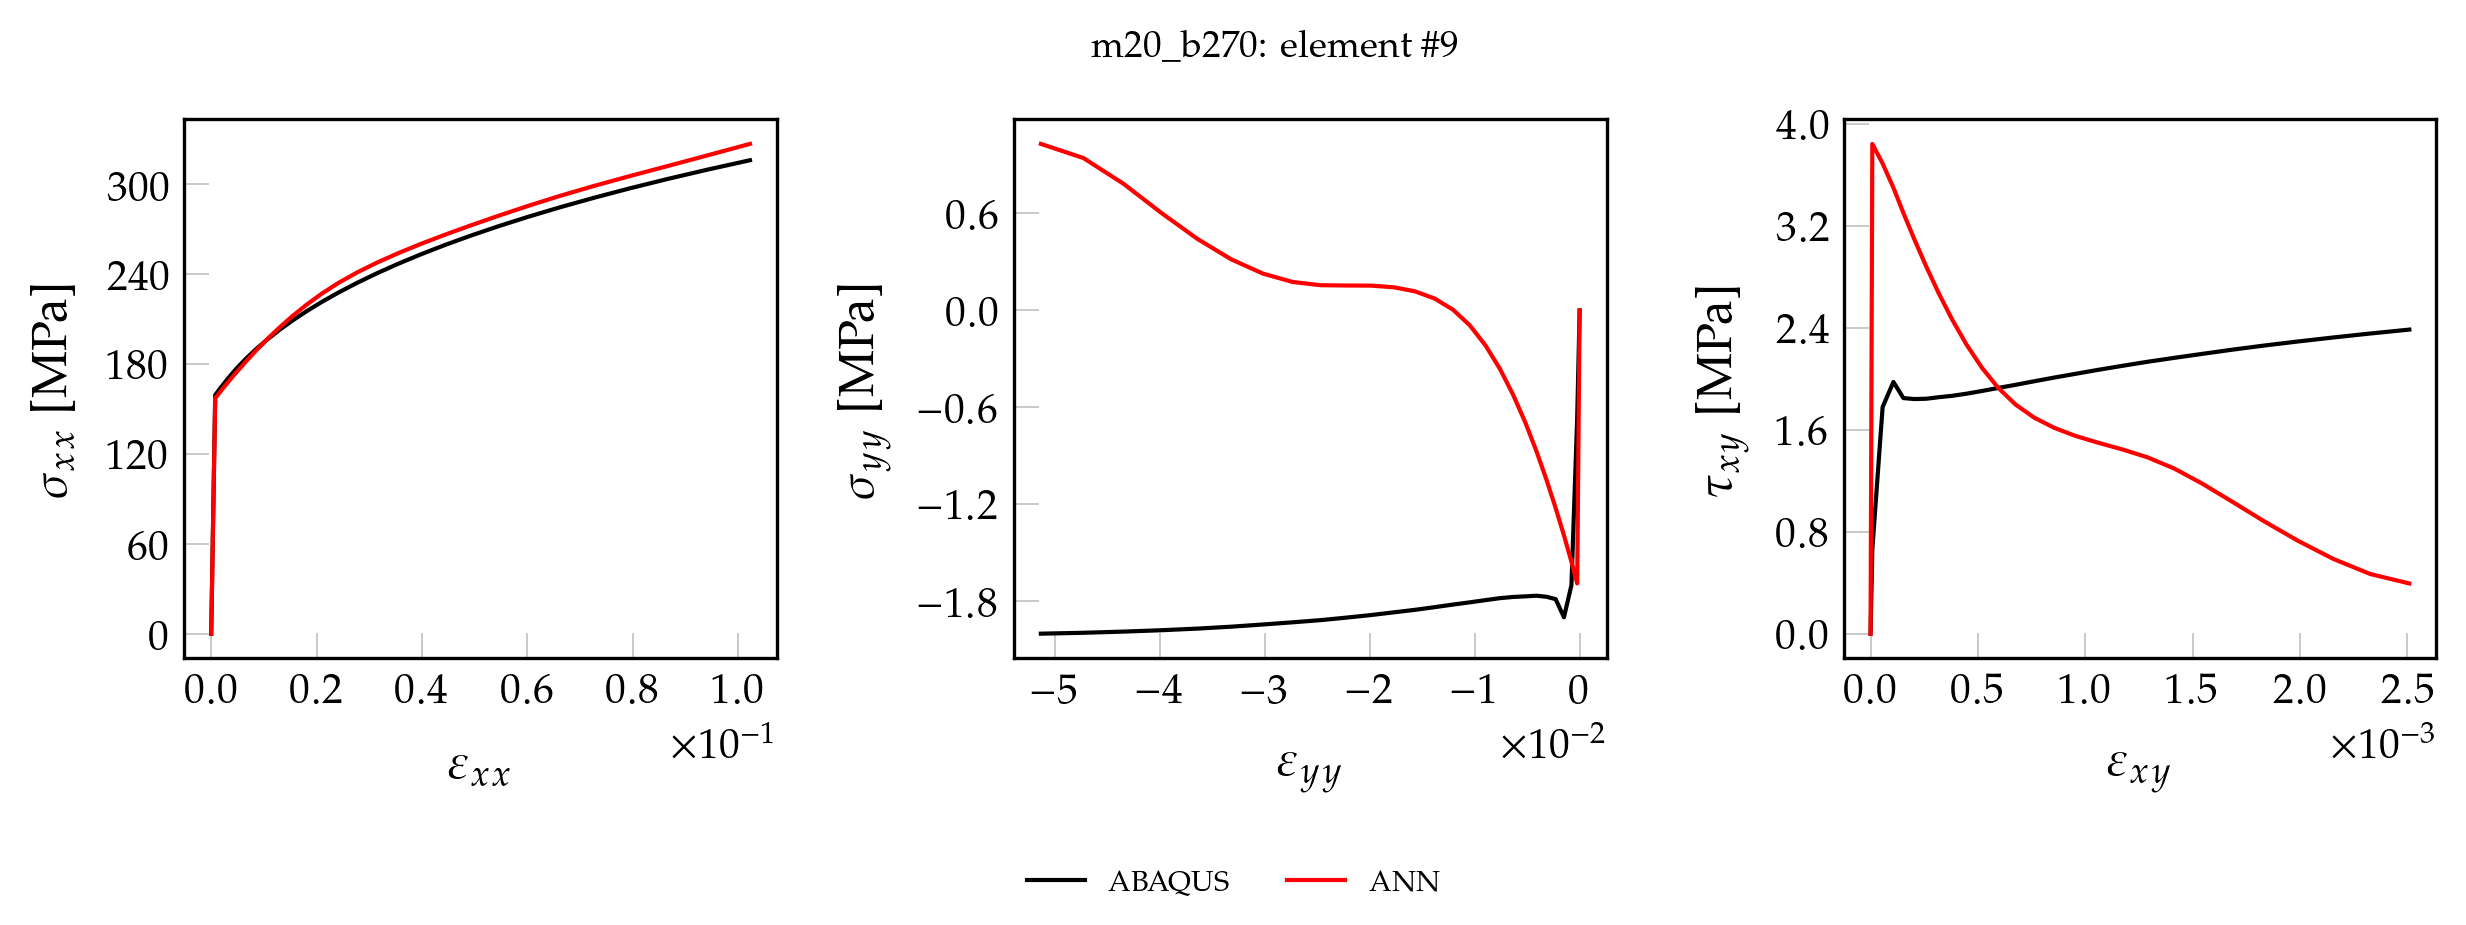 m20_b270: element #9
σxx [MPa]
300
240
180
120
60
0
0.0 0.2 0.4 0.6 0.8 1.0
×10−1
εxx
σyy [MPa]
0.6
0.0
−0.6
−1.2
−1.8
−5 −4 −3 −2 −1 0
×10−2
εyy
τxy [MPa]
4.0
3.2
2.4
1.6
0.8
0.0
0.0 0.5 1.0 1.5 2.0 2.5
×10−3
εxy
ABAQUS ANN